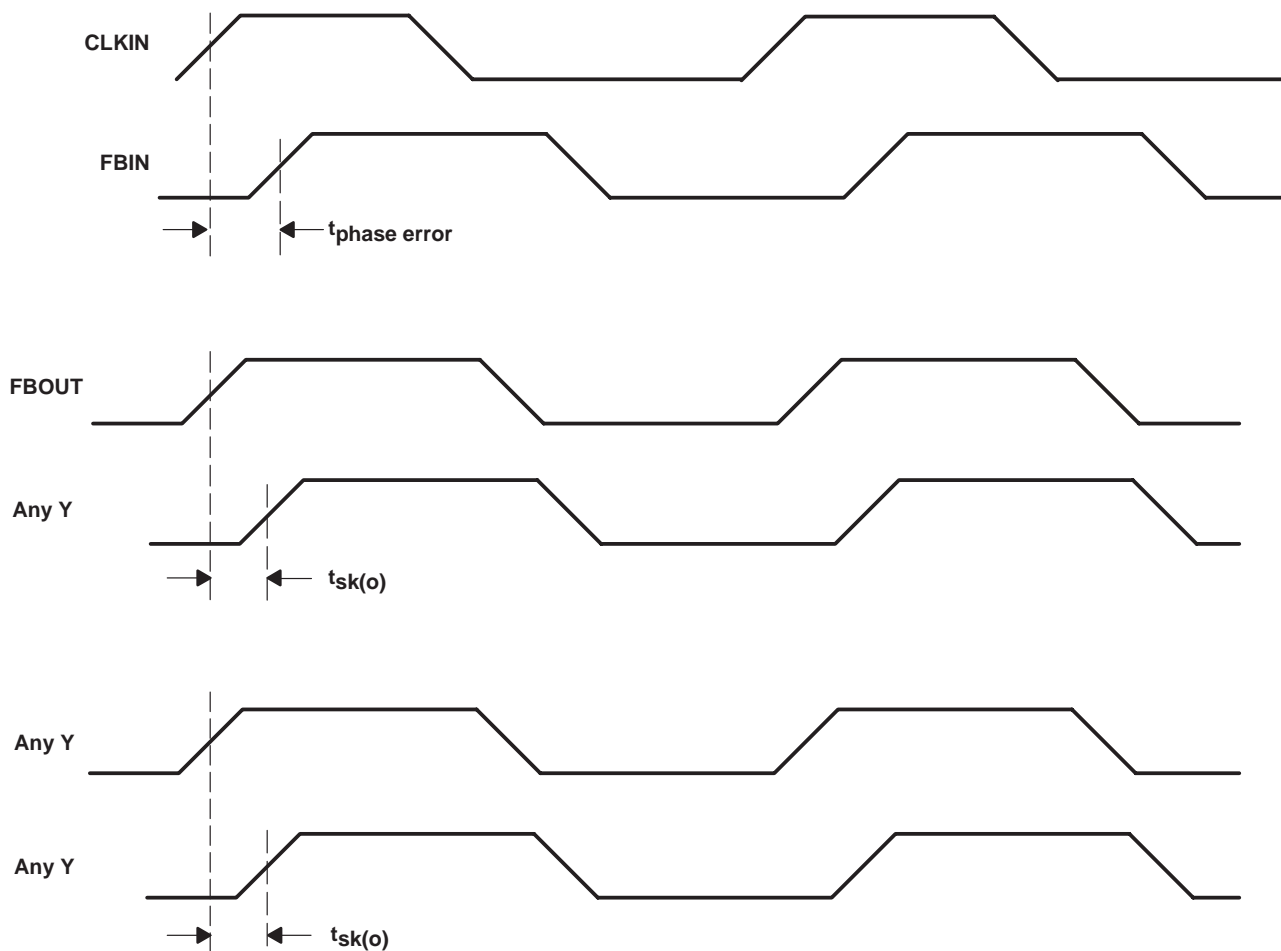 CLKIN
FBIN
tphase error
FBOUT
Any Y
tsk(o)
Any Y
Any Y
tsk(o)